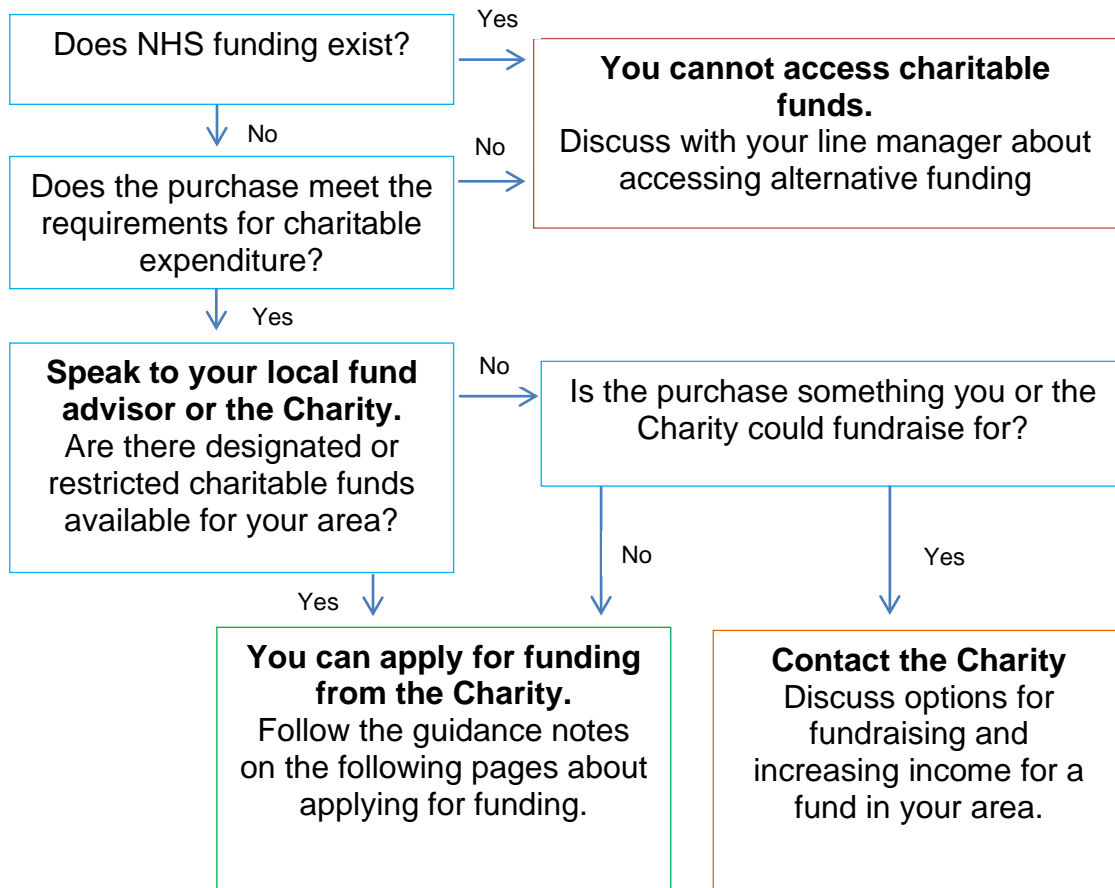 Does NHS funding exist?
Yes
You cannot access charitable
funds.
Discuss with your line manager about
accessing alternative funding
No
Does the purchase meet the
requirements for charitable
expenditure?
No
Yes
Speak to your local fund
advisor or the Charity.
Are there designated or
restricted charitable funds
available for your area?
No
Is the purchase something you or the
Charity could fundraise for?
Yes
No
Yes
You can apply for funding
from the Charity.
Follow the guidance notes
on the following pages about
applying for funding.
Contact the Charity
Discuss options for
fundraising and
increasing income for a
fund in your area.